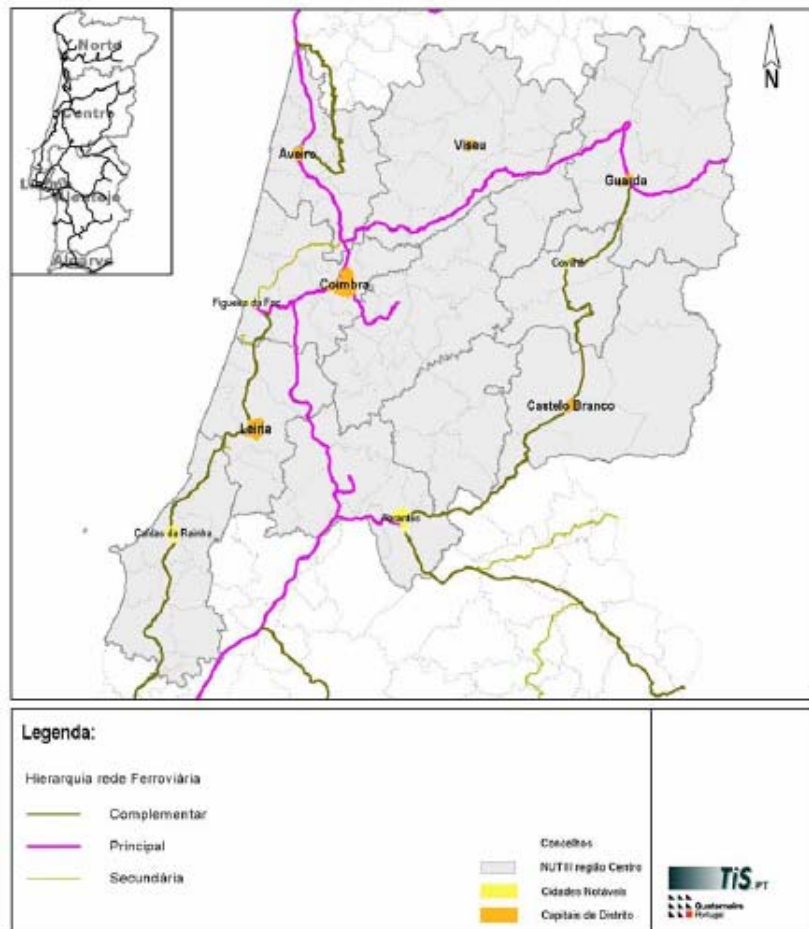 Norte
Centro
Alentejo
Algarve
N
Aveiro
Viseu
Guarda
Covilhã
Coimbra
Figueira da Foz
Leiria
Castelo Branco
Abrantes
Caldas da Rainha
Legenda:
Hierarquia rede Ferroviária
Complementar
Principal
Secundária
Concelhos
NUTIII região Centro
Cidades Notáveis
Capitais de Distrito
TiS.PT
Quaternaire
Portugal